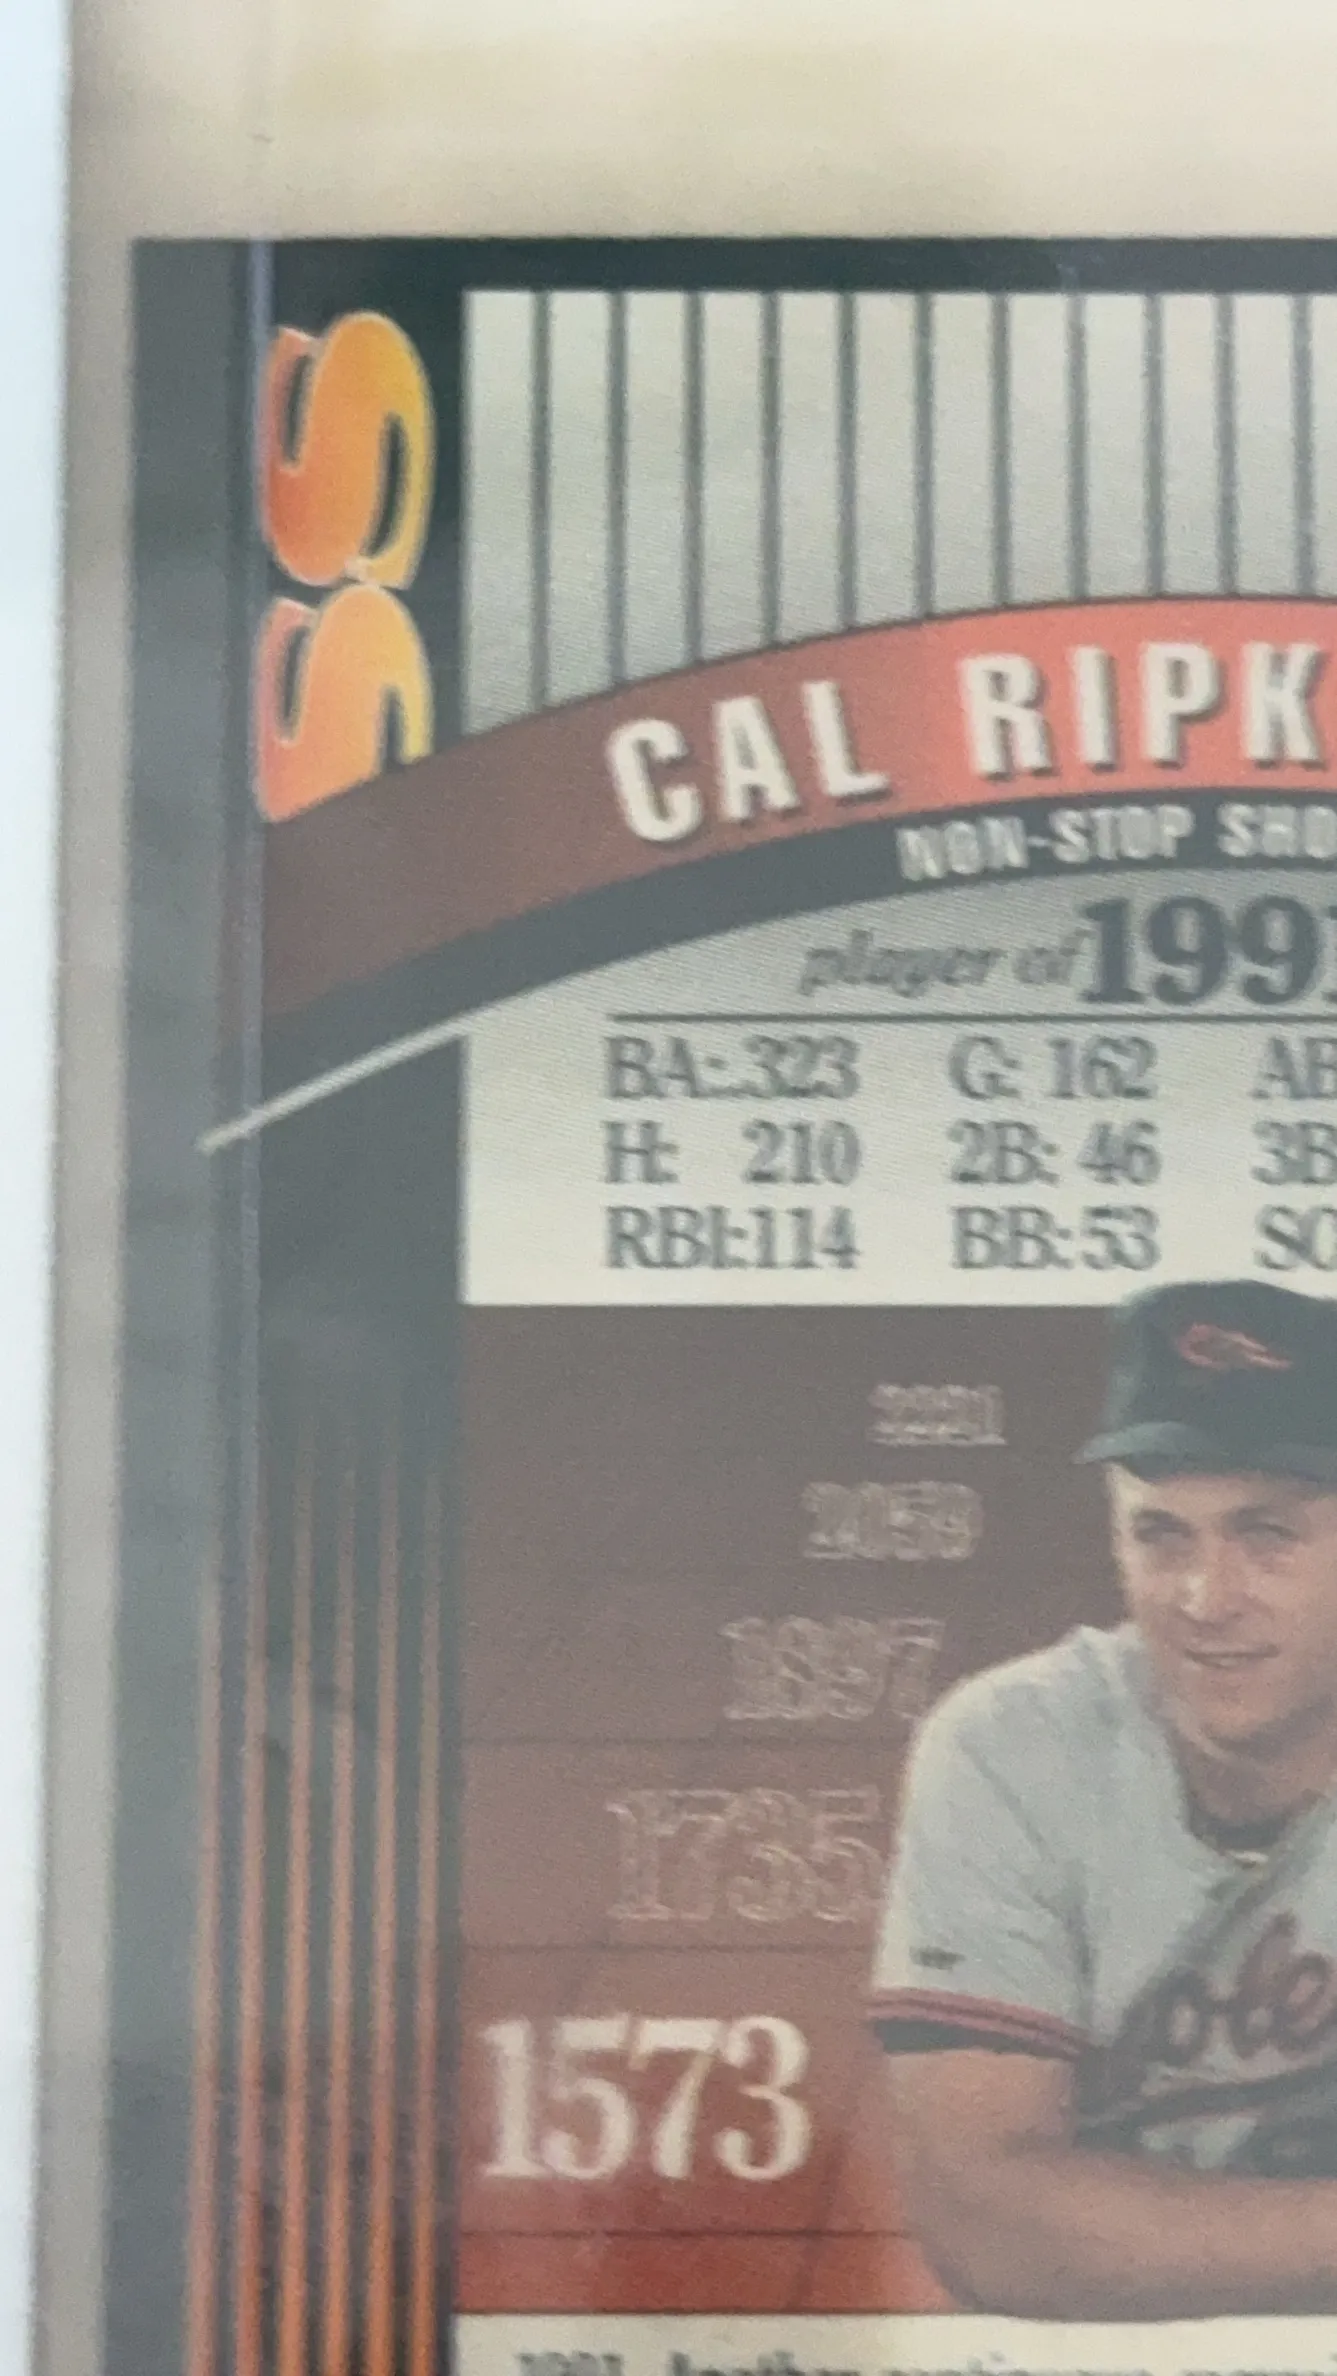 SS
CAL RIPK
NON-STOP SHO
player of 1991
BA:.323 G: 162 AB
H: 210 2B: 46 3B
RBI:114 BB: 53 SO
2059
1897
1735
1573
1991